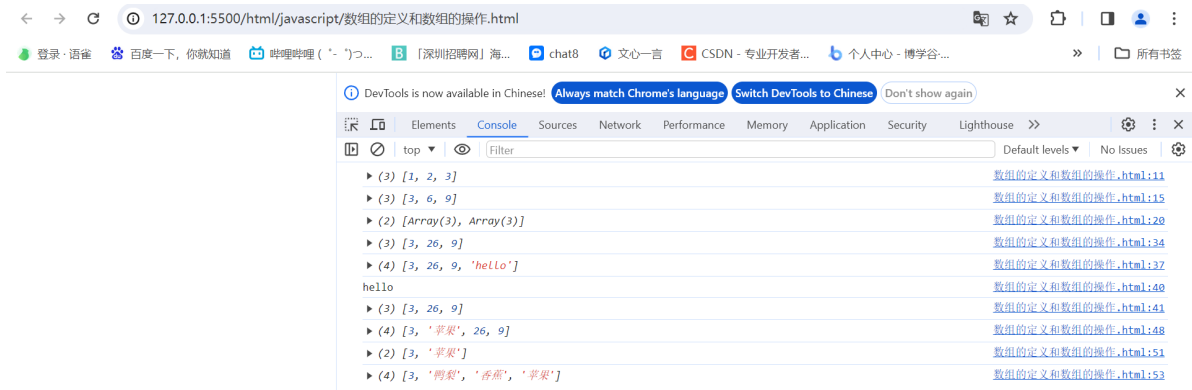 127.0.0.1:5500/html/javascript/数组的定义和数组的操作.html
登录 · 语雀 百度一下，你就知道 哔哩哔哩 ( ゜- ゜)つ... 「深圳招聘网」海... chat8 文心一言 CSDN - 专业开发者... 个人中心 - 博学谷·... » 所有书签
DevTools is now available in Chinese! Always match Chrome's language Switch DevTools to Chinese Don't show again
Elements Console Sources Network Performance Memory Application Security Lighthouse
top Filter Default levels No Issues
(3) [1, 2, 3] 数组的定义和数组的操作.html:11
(3) [3, 6, 9] 数组的定义和数组的操作.html:15
(2) [Array(3), Array(3)] 数组的定义和数组的操作.html:20
(3) [3, 26, 9] 数组的定义和数组的操作.html:34
(4) [3, 26, 9, 'hello'] 数组的定义和数组的操作.html:37
hello 数组的定义和数组的操作.html:40
(3) [3, 26, 9] 数组的定义和数组的操作.html:41
(4) [3, '苹果', 26, 9] 数组的定义和数组的操作.html:48
(2) [3, '苹果'] 数组的定义和数组的操作.html:51
(4) [3, '鸭梨', '香蕉', '苹果'] 数组的定义和数组的操作.html:53